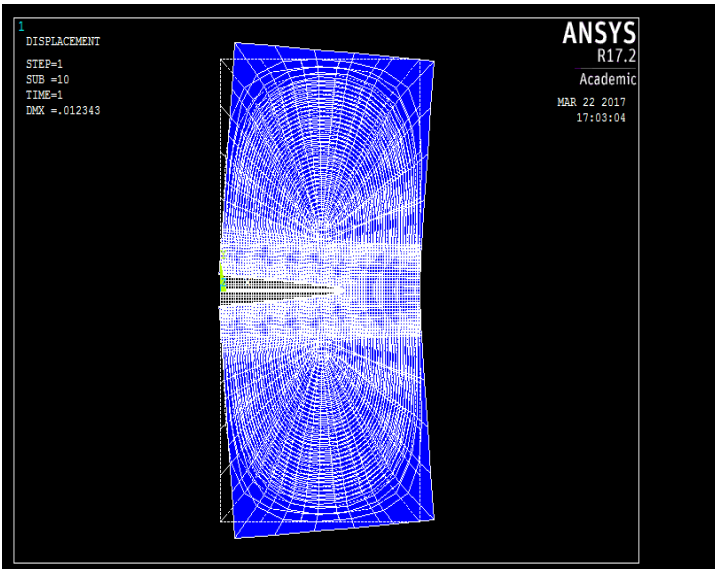 1
DISPLACEMENT
STEP=1
SUB =10
TIME=1
DMX =.012343
ANSYS
R17.2
Academic
MAR 22 2017
17:03:04